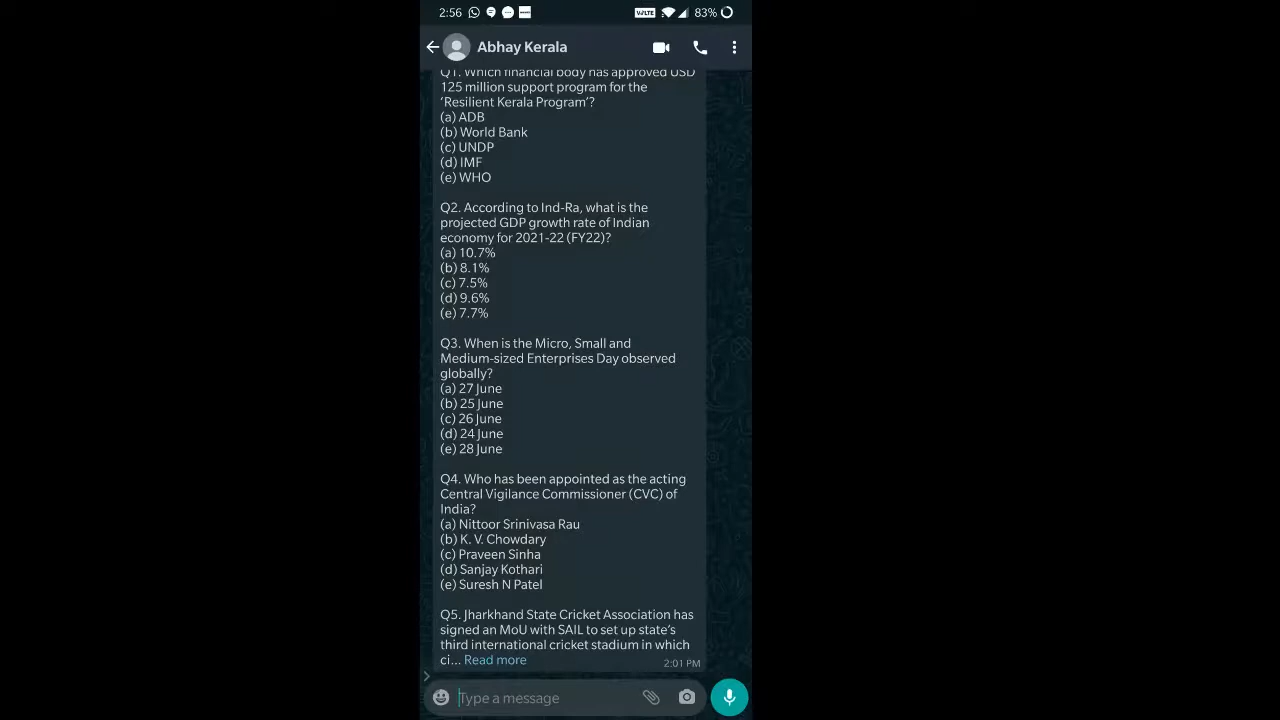 2:56
VoLTE
83%
Abhay Kerala
Q1. Which financial body has approved USD
125 million support program for the
‘Resilient Kerala Program’?
(a) ADB
(b) World Bank
(c) UNDP
(d) IMF
(e) WHO
Q2. According to Ind-Ra, what is the
projected GDP growth rate of Indian
economy for 2021-22 (FY22)?
(a) 10.7%
(b) 8.1%
(c) 7.5%
(d) 9.6%
(e) 7.7%
Q3. When is the Micro, Small and
Medium-sized Enterprises Day observed
globally?
(a) 27 June
(b) 25 June
(c) 26 June
(d) 24 June
(e) 28 June
Q4. Who has been appointed as the acting
Central Vigilance Commissioner (CVC) of
India?
(a) Nittoor Srinivasa Rau
(b) K. V. Chowdary
(c) Praveen Sinha
(d) Sanjay Kothari
(e) Suresh N Patel
Q5. Jharkhand State Cricket Association has
signed an MoU with SAIL to set up state’s
third international cricket stadium in which
ci... Read more
2:01 PM
Type a message